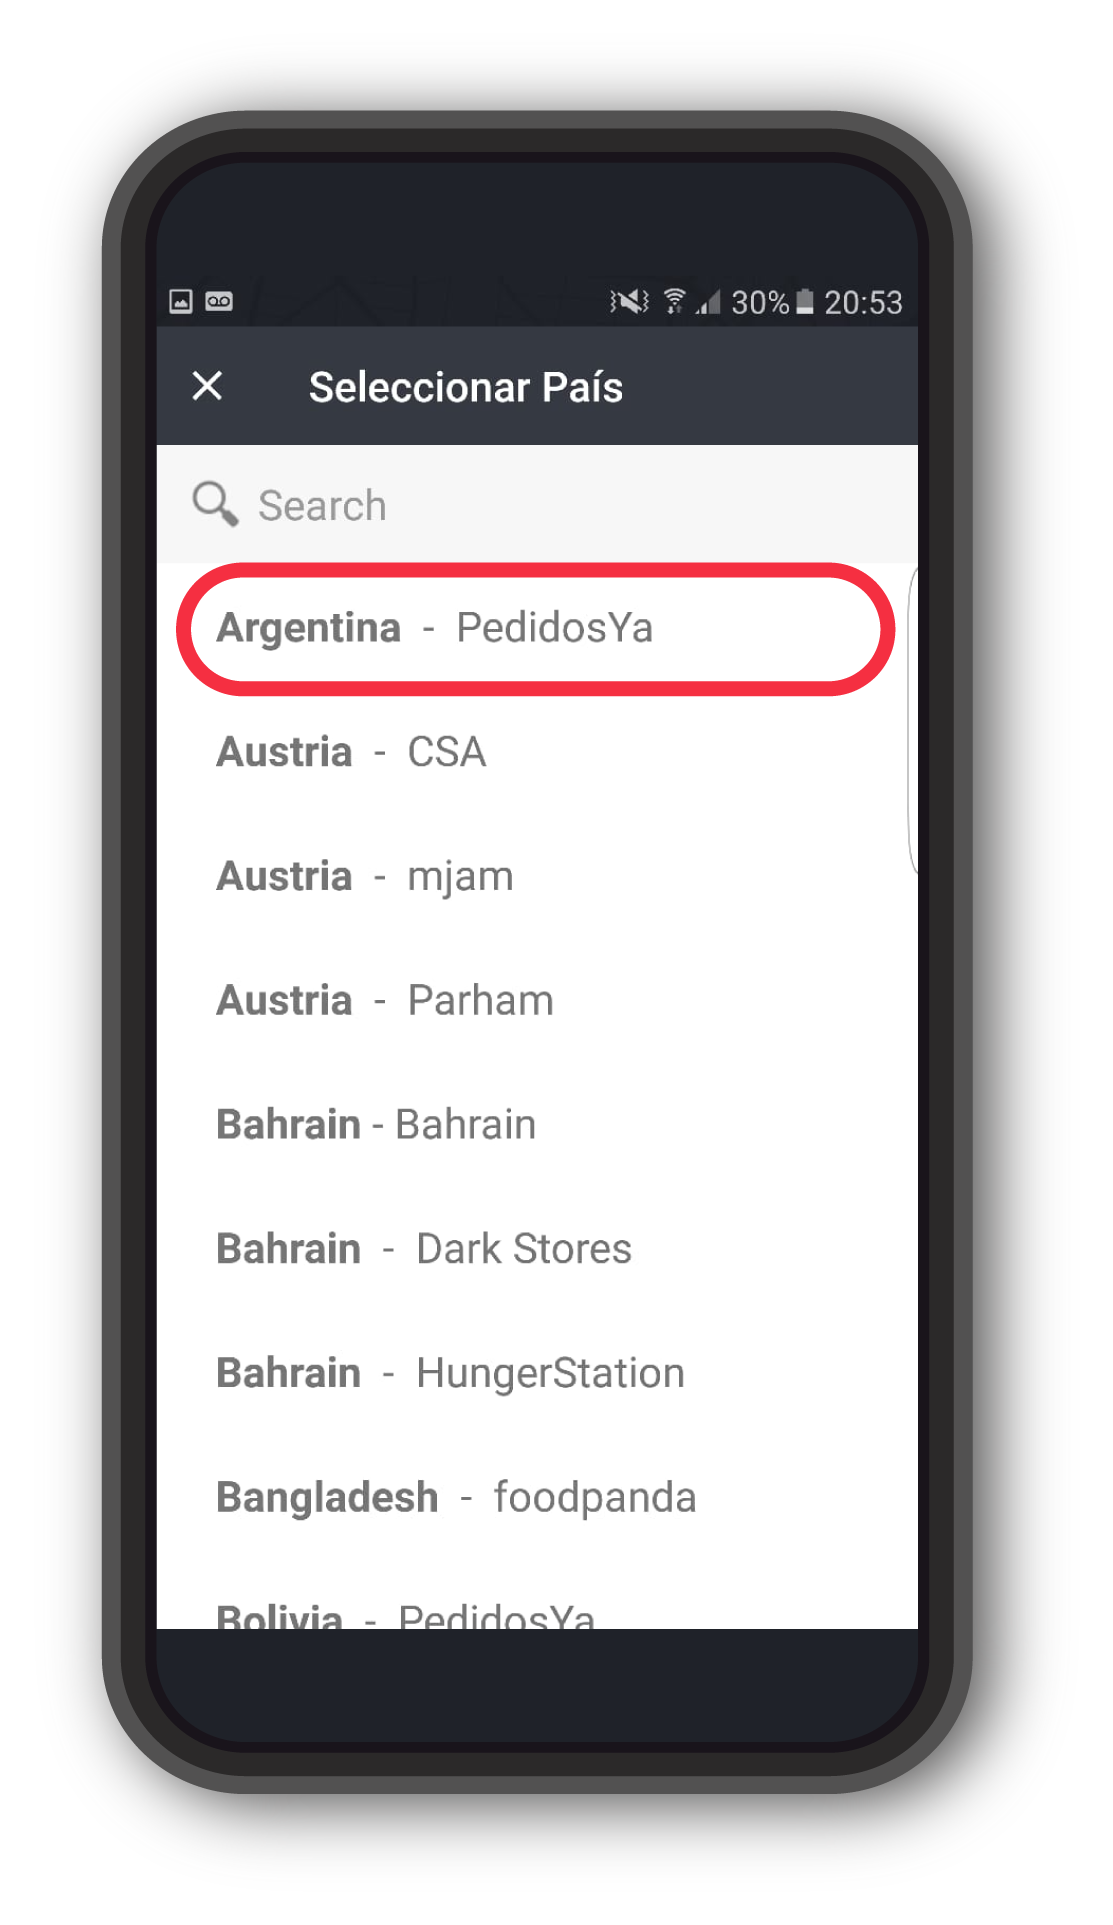 30% 20:53
Seleccionar País
Search
Argentina - PedidosYa
Austria - CSA
Austria - mjam
Austria - Parham
Bahrain - Bahrain
Bahrain - Dark Stores
Bahrain - HungerStation
Bangladesh - foodpanda
Bolivia - PedidosYa